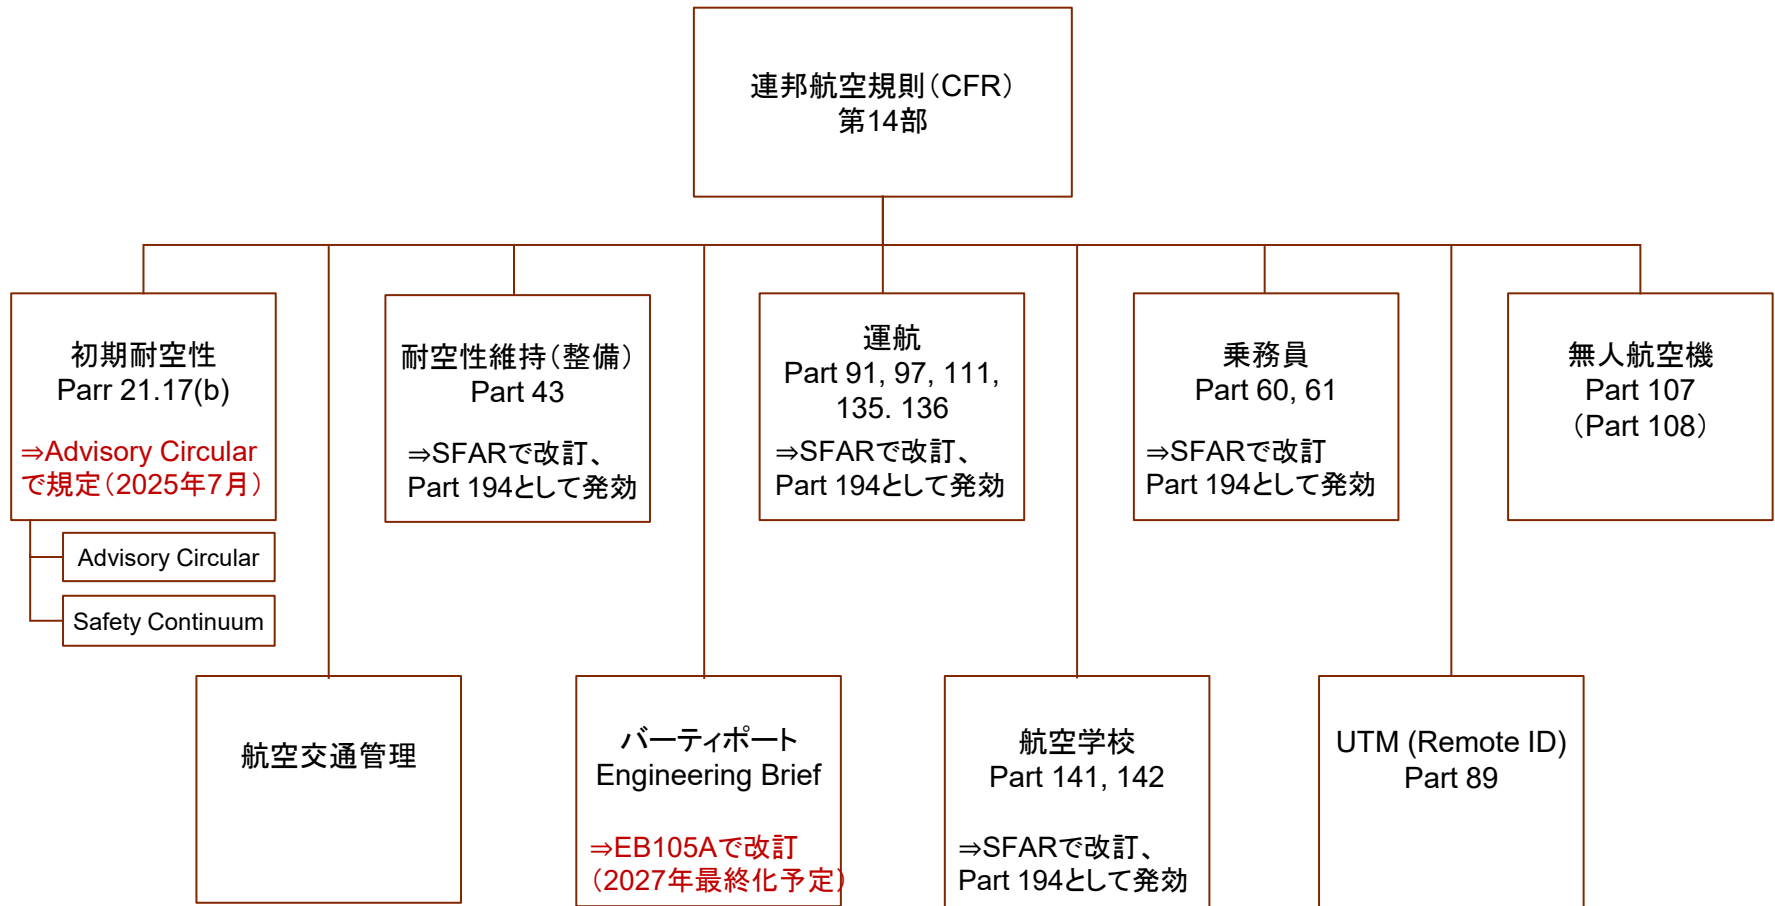 連邦航空規則（CFR）
第14部
初期耐空性
Parr 21.17(b)
⇒Advisory Circular
で規定（2025年7月）
Advisory Circular
Safety Continuum
耐空性維持（整備）
Part 43
⇒SFARで改訂、
Part 194として発効
運航
Part 91, 97, 111,
135. 136
⇒SFARで改訂、
Part 194として発効
乗務員
Part 60, 61
⇒SFARで改訂
Part 194として発効
無人航空機
Part 107
（Part 108）
航空交通管理
バーティポート
Engineering Brief
⇒EB105Aで改訂
（2027年最終化予定）
航空学校
Part 141, 142
⇒SFARで改訂、
Part 194として発効
UTM (Remote ID)
Part 89